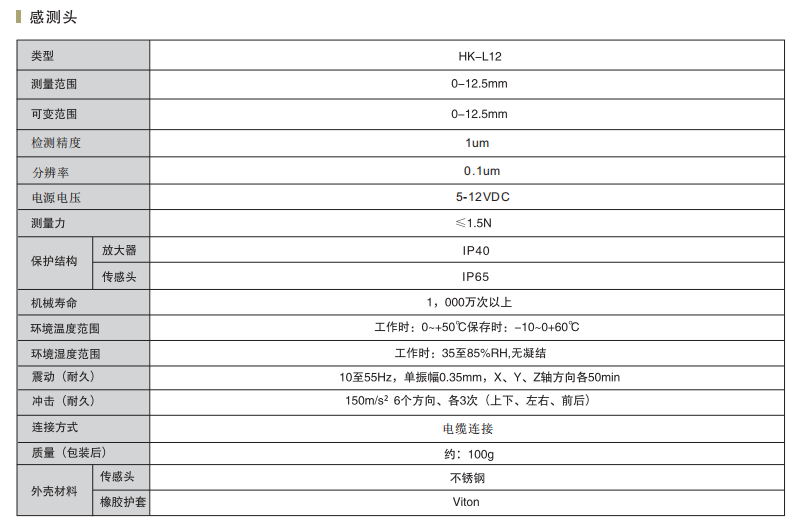 感测头
类型 HK-L12
测量范围 0-12.5mm
可变范围 0-12.5mm
检测精度 1um
分辨率 0.1um
电源电压 5-12VDC
测量力 ≤1.5N
保护结构 放大器 IP40
传感头 IP65
机械寿命 1，000万次以上
环境温度范围 工作时：0~+50℃保存时：-10~0+60℃
环境湿度范围 工作时：35至85%RH,无凝结
震动（耐久） 10至55Hz，单振幅0.35mm，X、Y、Z轴方向各50min
冲击（耐久） 150m/s² 6个方向、各3次（上下、左右、前后）
连接方式 电缆连接
质量（包装后） 约：100g
外壳材料 传感头 不锈钢
橡胶护套 Viton